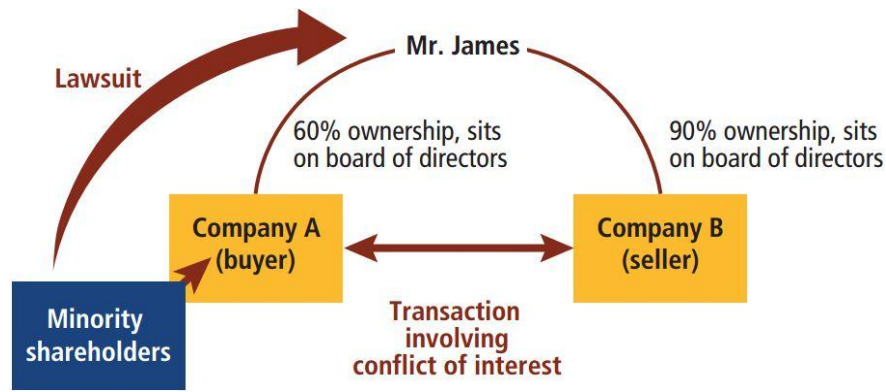 Mr. James
Lawsuit
60% ownership, sits
on board of directors
90% ownership, sits
on board of directors
Company A
(buyer)
Company B
(seller)
Minority
shareholders
Transaction
involving
conflict of interest